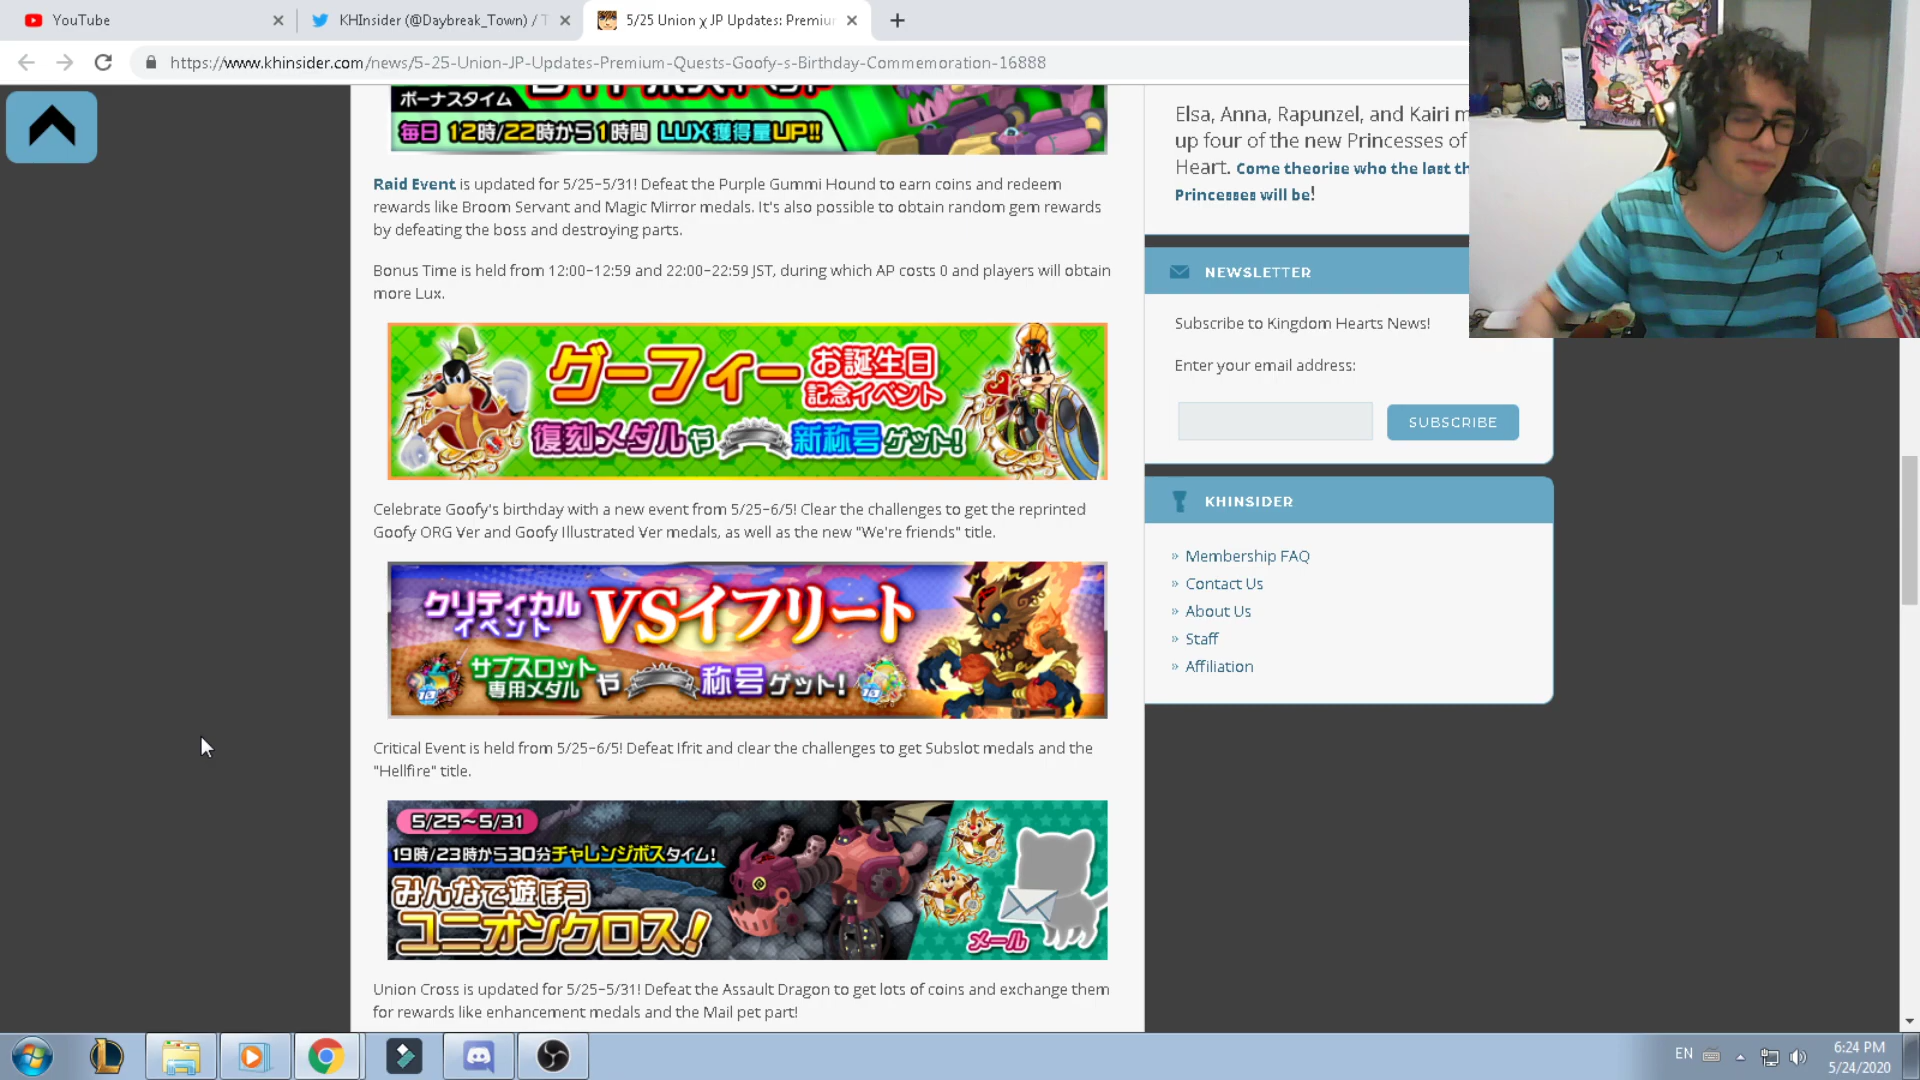 YouTube
KHInsider (@Daybreak_Town) / T
5/25 Union χ JP Updates: Premiu
https://www.khinsider.com/news/5-25-Union-JP-Updates-Premium-Quests-Goofy-s-Birthday-Commemoration-16888
ボーナスタイム
毎日 12時/22時から1時間 LUX獲得量UP!!
Raid Event is updated for 5/25-5/31! Defeat the Purple Gummi Hound to earn coins and redeem
rewards like Broom Servant and Magic Mirror medals. It's also possible to obtain random gem rewards
by defeating the boss and destroying parts.
Bonus Time is held from 12:00-12:59 and 22:00-22:59 JST, during which AP costs 0 and players will obtain
more Lux.
グーフィー お誕生日
記念イベント
復刻メダルや 新称号ゲット!
Celebrate Goofy's birthday with a new event from 5/25-6/5! Clear the challenges to get the reprinted
Goofy ORG Ver and Goofy Illustrated Ver medals, as well as the new "We're friends" title.
クリティカル
イベント
VSイフリート
サブスロット
専用メダル
や 称号ゲット!
Critical Event is held from 5/25-6/5! Defeat Ifrit and clear the challenges to get Subslot medals and the
"Hellfire" title.
5/25～5/31
19時/23時から30分チャレンジボスタイム!
みんなで遊ぼう
ユニオンクロス!
メール
Union Cross is updated for 5/25-5/31! Defeat the Assault Dragon to get lots of coins and exchange them
for rewards like enhancement medals and the Mail pet part!
Elsa, Anna, Rapunzel, and Kairi m
up four of the new Princesses of
Heart. Come theorise who the last th
Princesses will be!
NEWSLETTER
Subscribe to Kingdom Hearts News!
Enter your email address:
SUBSCRIBE
KHINSIDER
» Membership FAQ
» Contact Us
» About Us
» Staff
» Affiliation
EN
6:24 PM
5/24/2020